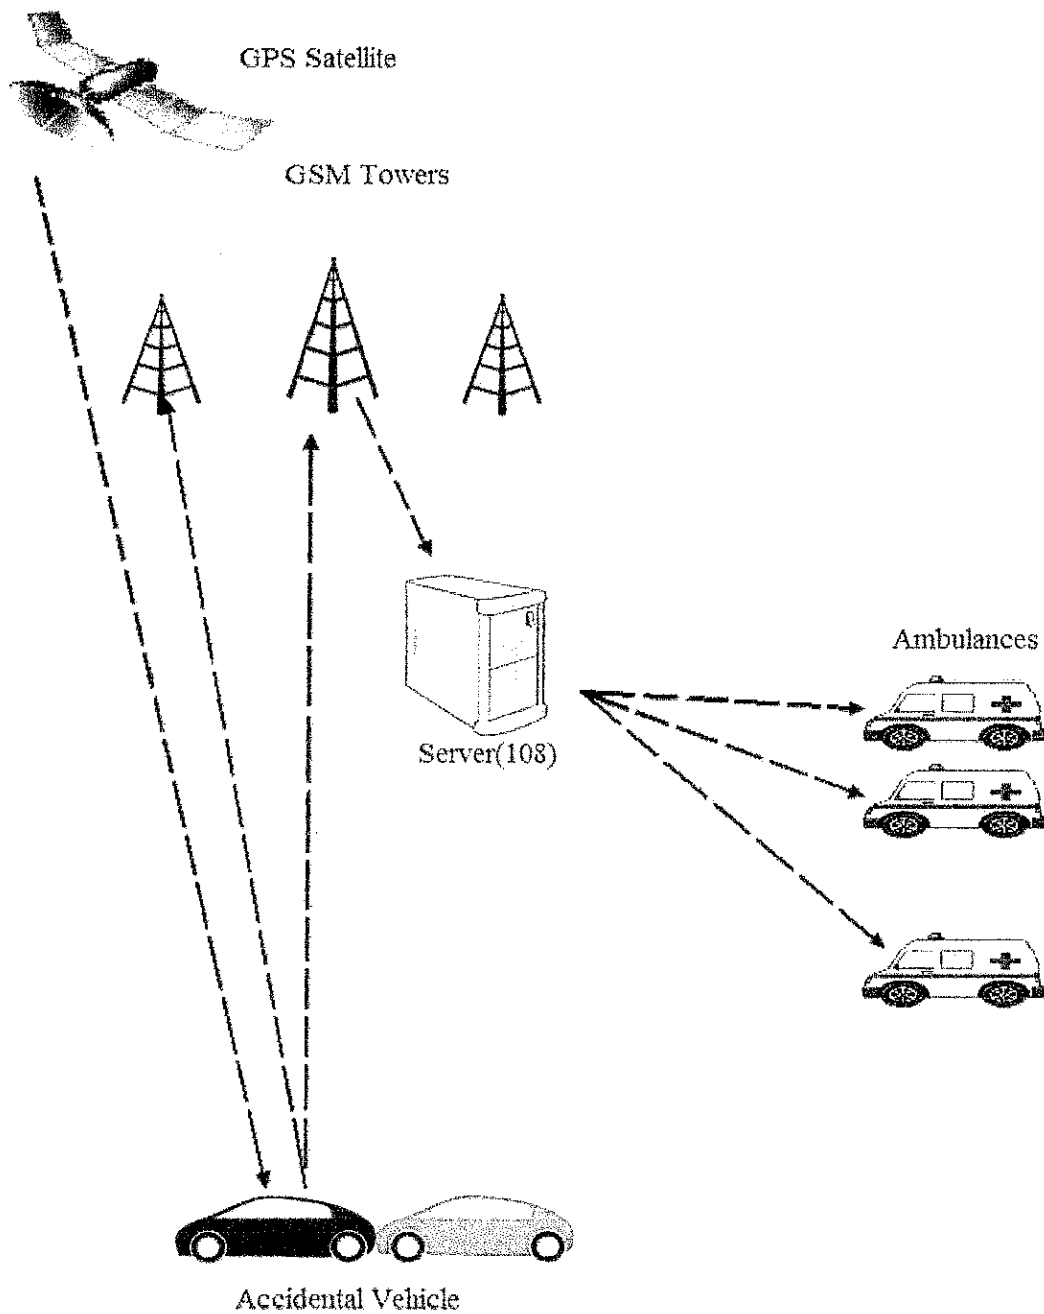 GPS Satellite
GSM Towers
Ambulances
Server(108)
Accidental Vehicle